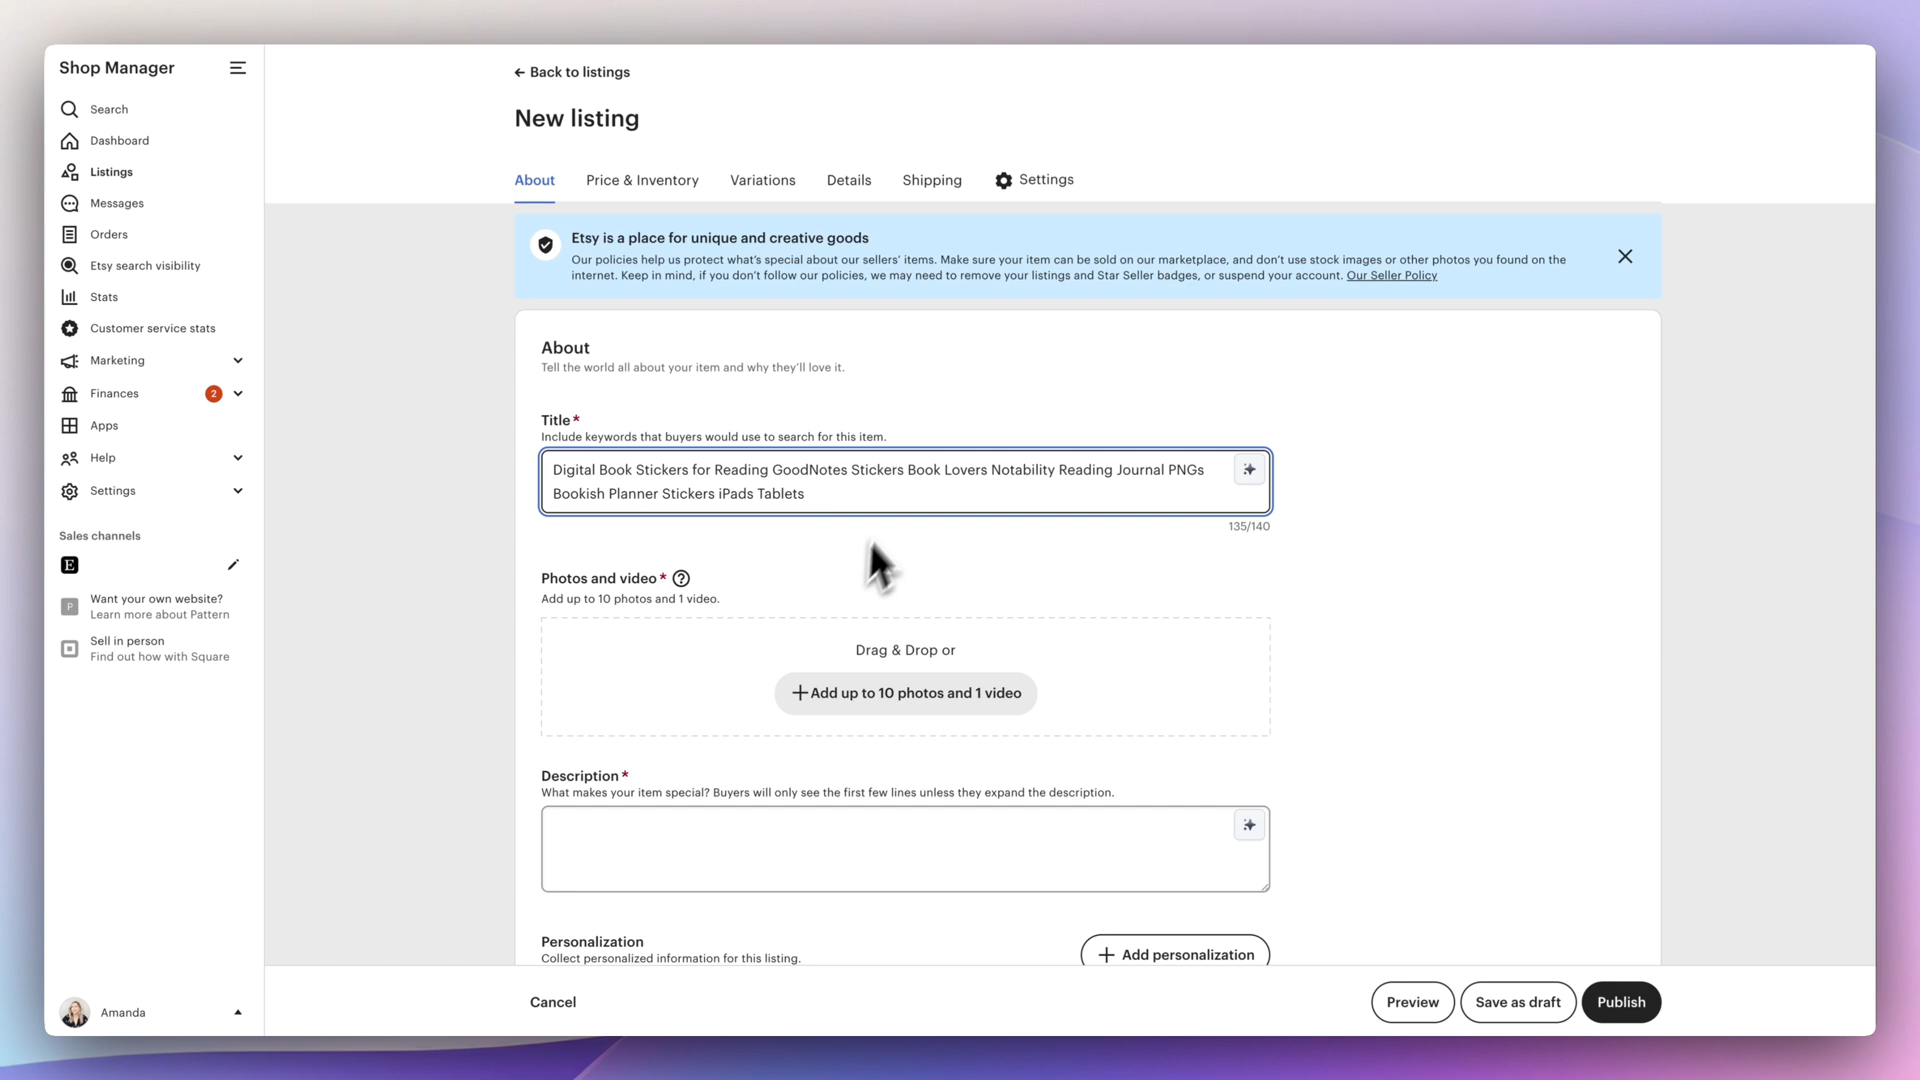 Shop Manager
Search
Dashboard
Listings
Messages
Orders
Etsy search visibility
Stats
Customer service stats
Marketing
Finances 2
Apps
Help
Settings
Sales channels
E
P
Want your own website?
Learn more about Pattern
Sell in person
Find out how with Square
Amanda
← Back to listings
New listing
About Price & Inventory Variations Details Shipping Settings
Etsy is a place for unique and creative goods
Our policies help us protect what's special about our sellers' items. Make sure your item can be sold on our marketplace, and don't use stock images or other photos you found on the
internet. Keep in mind, if you don't follow our policies, we may need to remove your listings and Star Seller badges, or suspend your account. Our Seller Policy
About
Tell the world all about your item and why they'll love it.
Title *
Include keywords that buyers would use to search for this item.
Digital Book Stickers for Reading GoodNotes Stickers Book Lovers Notability Reading Journal PNGs
Bookish Planner Stickers iPads Tablets
135/140
Photos and video * ?
Add up to 10 photos and 1 video.
Drag & Drop or
+ Add up to 10 photos and 1 video
Description *
What makes your item special? Buyers will only see the first few lines unless they expand the description.
Personalization
Collect personalized information for this listing.
+ Add personalization
Cancel
Preview
Save as draft
Publish